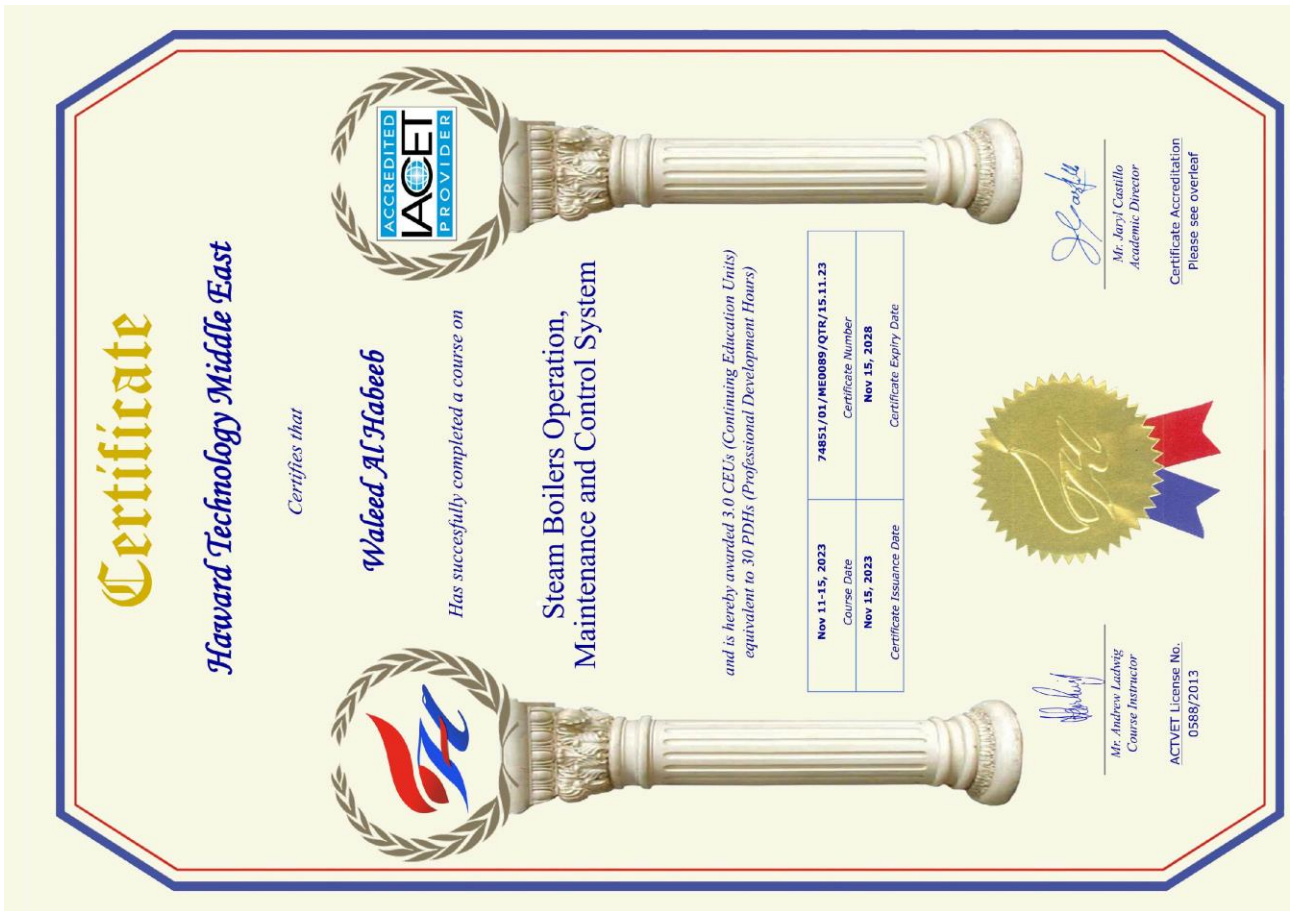 Certificate
Haward Technology Middle East
Certifies that
Waleed Al Habeeb
Has succesfully completed a course on
Steam Boilers Operation,
Maintenance and Control System
ACCREDITED
IACET
PROVIDER
and is hereby awarded 3.0 CEUs (Continuing Education Units)
equivalent to 30 PDHs (Professional Development Hours)
Nov 11-15, 2023
Course Date
74851/01/ME0089/QTR/15.11.23
Certificate Number
Nov 15, 2023
Certificate Issuance Date
Nov 15, 2028
Certificate Expiry Date
Mr. Andrew Ladwig
Course Instructor
Mr. Jaryl Castillo
Academic Director
ACTVET License No.
0588/2013
Certificate Accreditation
Please see overleaf